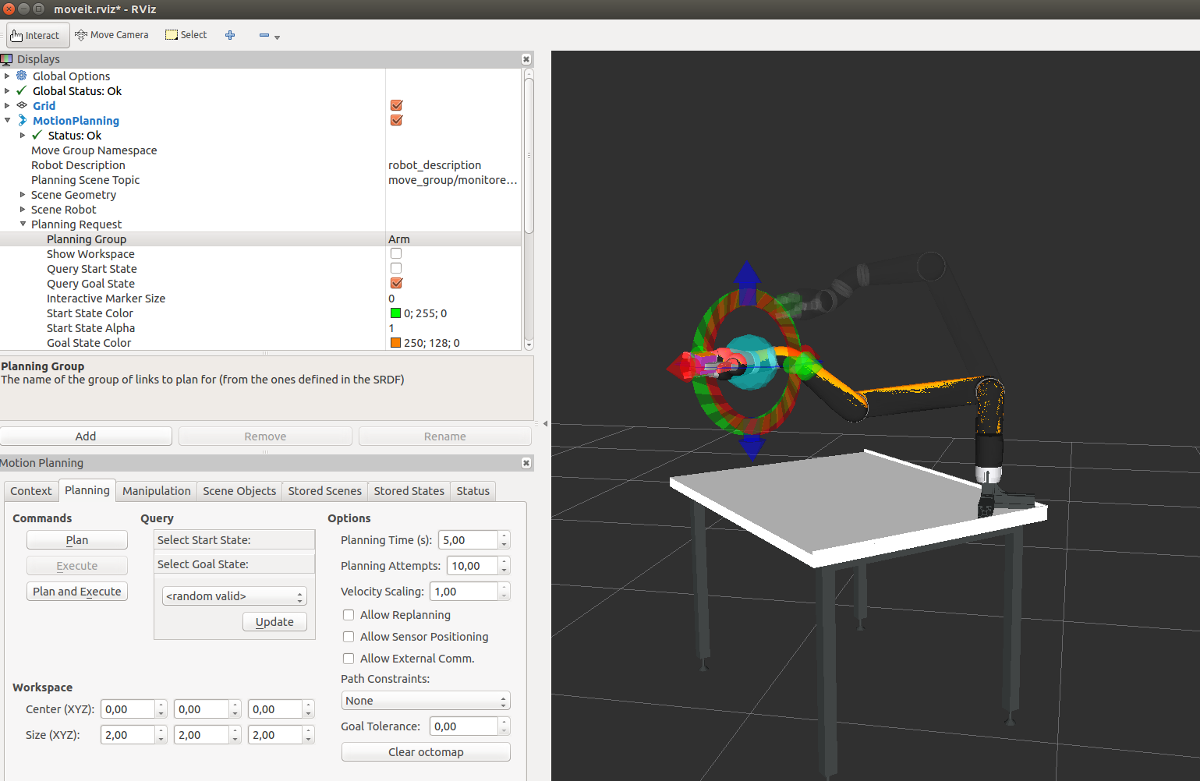 moveit.rviz* - RViz
Interact Move Camera Select
Displays
Global Options
Global Status: Ok
Grid
MotionPlanning
Status: Ok
Move Group Namespace
Robot Description robot_description
Planning Scene Topic move_group/monitore...
Scene Geometry
Scene Robot
Planning Request
Planning Group Arm
Show Workspace
Query Start State
Query Goal State
Interactive Marker Size 0
Start State Color 0; 255; 0
Start State Alpha 1
Goal State Color 250; 128; 0
Planning Group
The name of the group of links to plan for (from the ones defined in the SRDF)
Add Remove Rename
Motion Planning
Context Planning Manipulation Scene Objects Stored Scenes Stored States Status
Commands Query Options
Plan Select Start State: Planning Time (s): 5,00
Execute Select Goal State: Planning Attempts: 10,00
Plan and Execute <random valid> Velocity Scaling: 1,00
Update Allow Replanning
Allow Sensor Positioning
Allow External Comm.
Path Constraints:
Workspace None
Center (XYZ): 0,00 0,00 0,00 Goal Tolerance: 0,00
Size (XYZ): 2,00 2,00 2,00 Clear octomap